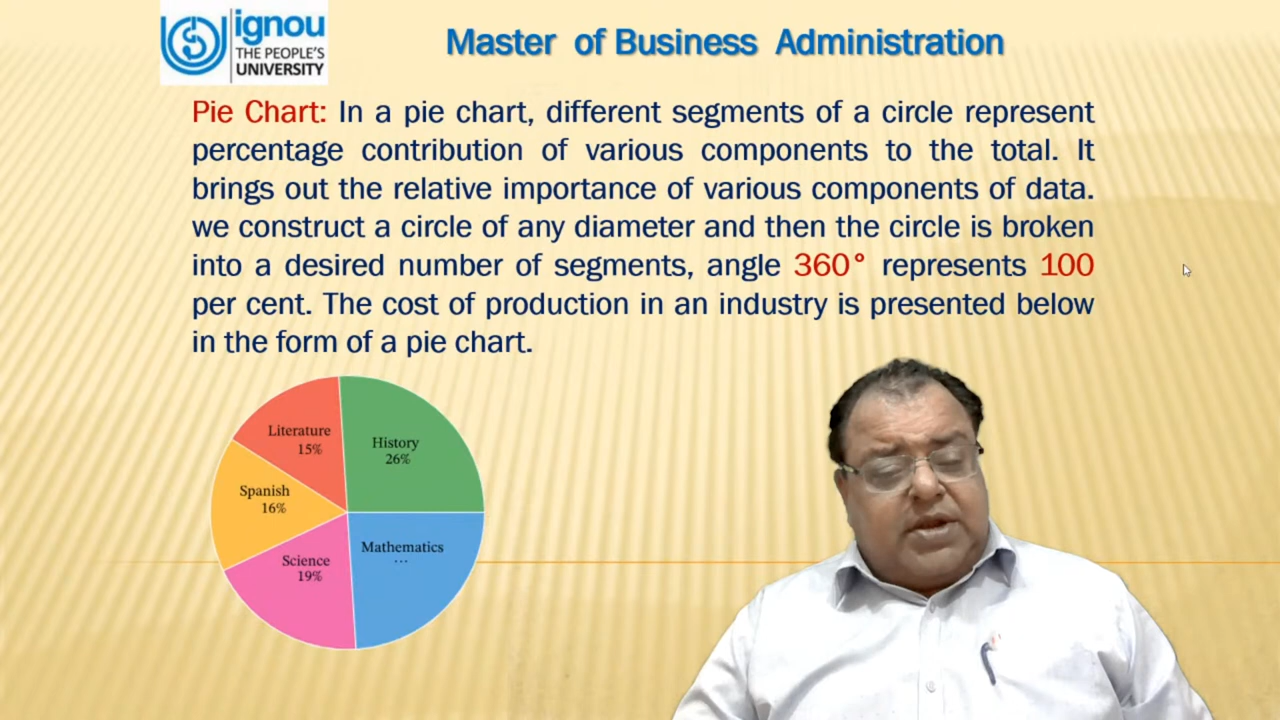 ignou
THE PEOPLE'S
UNIVERSITY
Master of Business Administration
Pie Chart: In a pie chart, different segments of a circle represent
percentage contribution of various components to the total. It
brings out the relative importance of various components of data.
we construct a circle of any diameter and then the circle is broken
into a desired number of segments, angle 360° represents 100
per cent. The cost of production in an industry is presented below
in the form of a pie chart.
Literature
15%
History
26%
Spanish
16%
Mathematics
...
Science
19%